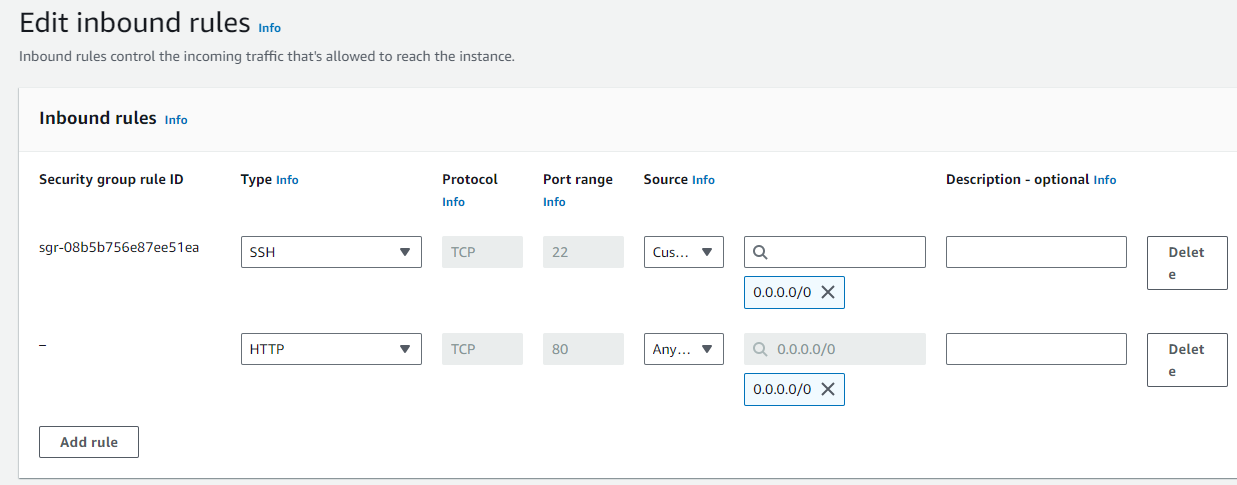 Edit inbound rules Info
Inbound rules control the incoming traffic that's allowed to reach the instance.
Inbound rules Info
Security group rule ID Type Info Protocol Info Port range Info Source Info Description - optional Info
sgr-08b5b756e87ee51ea SSH TCP 22 Cus... Delete
0.0.0.0/0
– HTTP TCP 80 Any... 0.0.0.0/0 Delete
0.0.0.0/0
Add rule